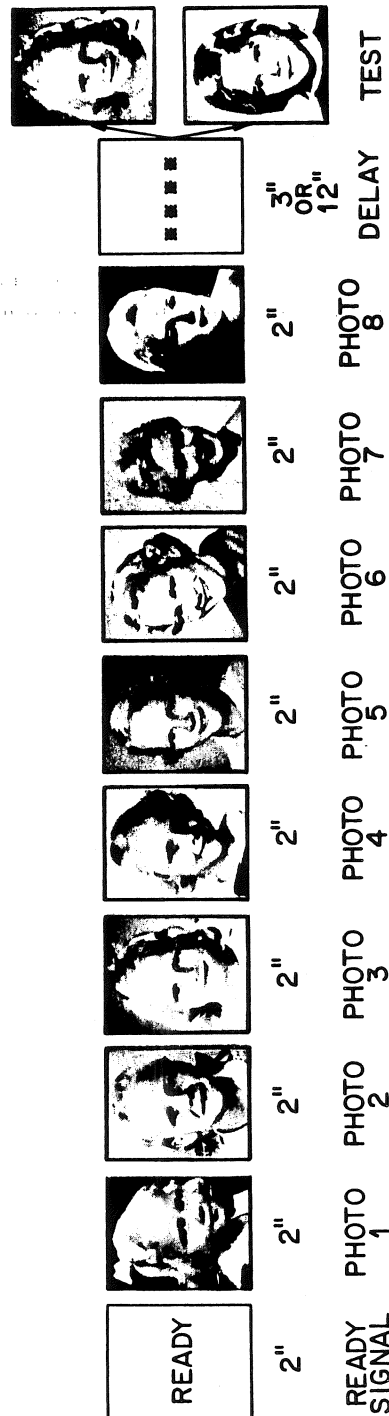 READY
✱ ✱ ✱ ✱
2" 2" 2" 2" 2" 2" 2" 2" 2" 3" OR 12"
READY SIGNAL
PHOTO 1
PHOTO 2
PHOTO 3
PHOTO 4
PHOTO 5
PHOTO 6
PHOTO 7
PHOTO 8
DELAY
TEST